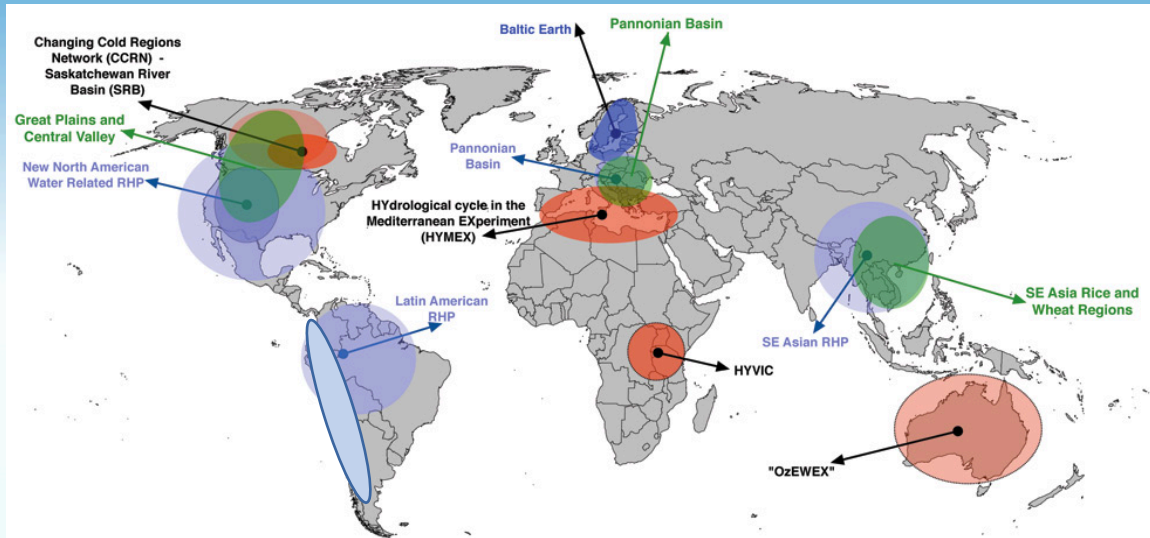 Changing Cold Regions
Network (CCRN) -
Saskatchewan River
Basin (SRB)
Great Plains and
Central Valley
New North American
Water Related RHP
Baltic Earth
Pannonian Basin
Pannonian
Basin
HYdrological cycle in the
Mediterranean EXperiment
(HYMEX)
Latin American
RHP
SE Asia Rice and
Wheat Regions
SE Asian RHP
HYVIC
"OzEWEX"